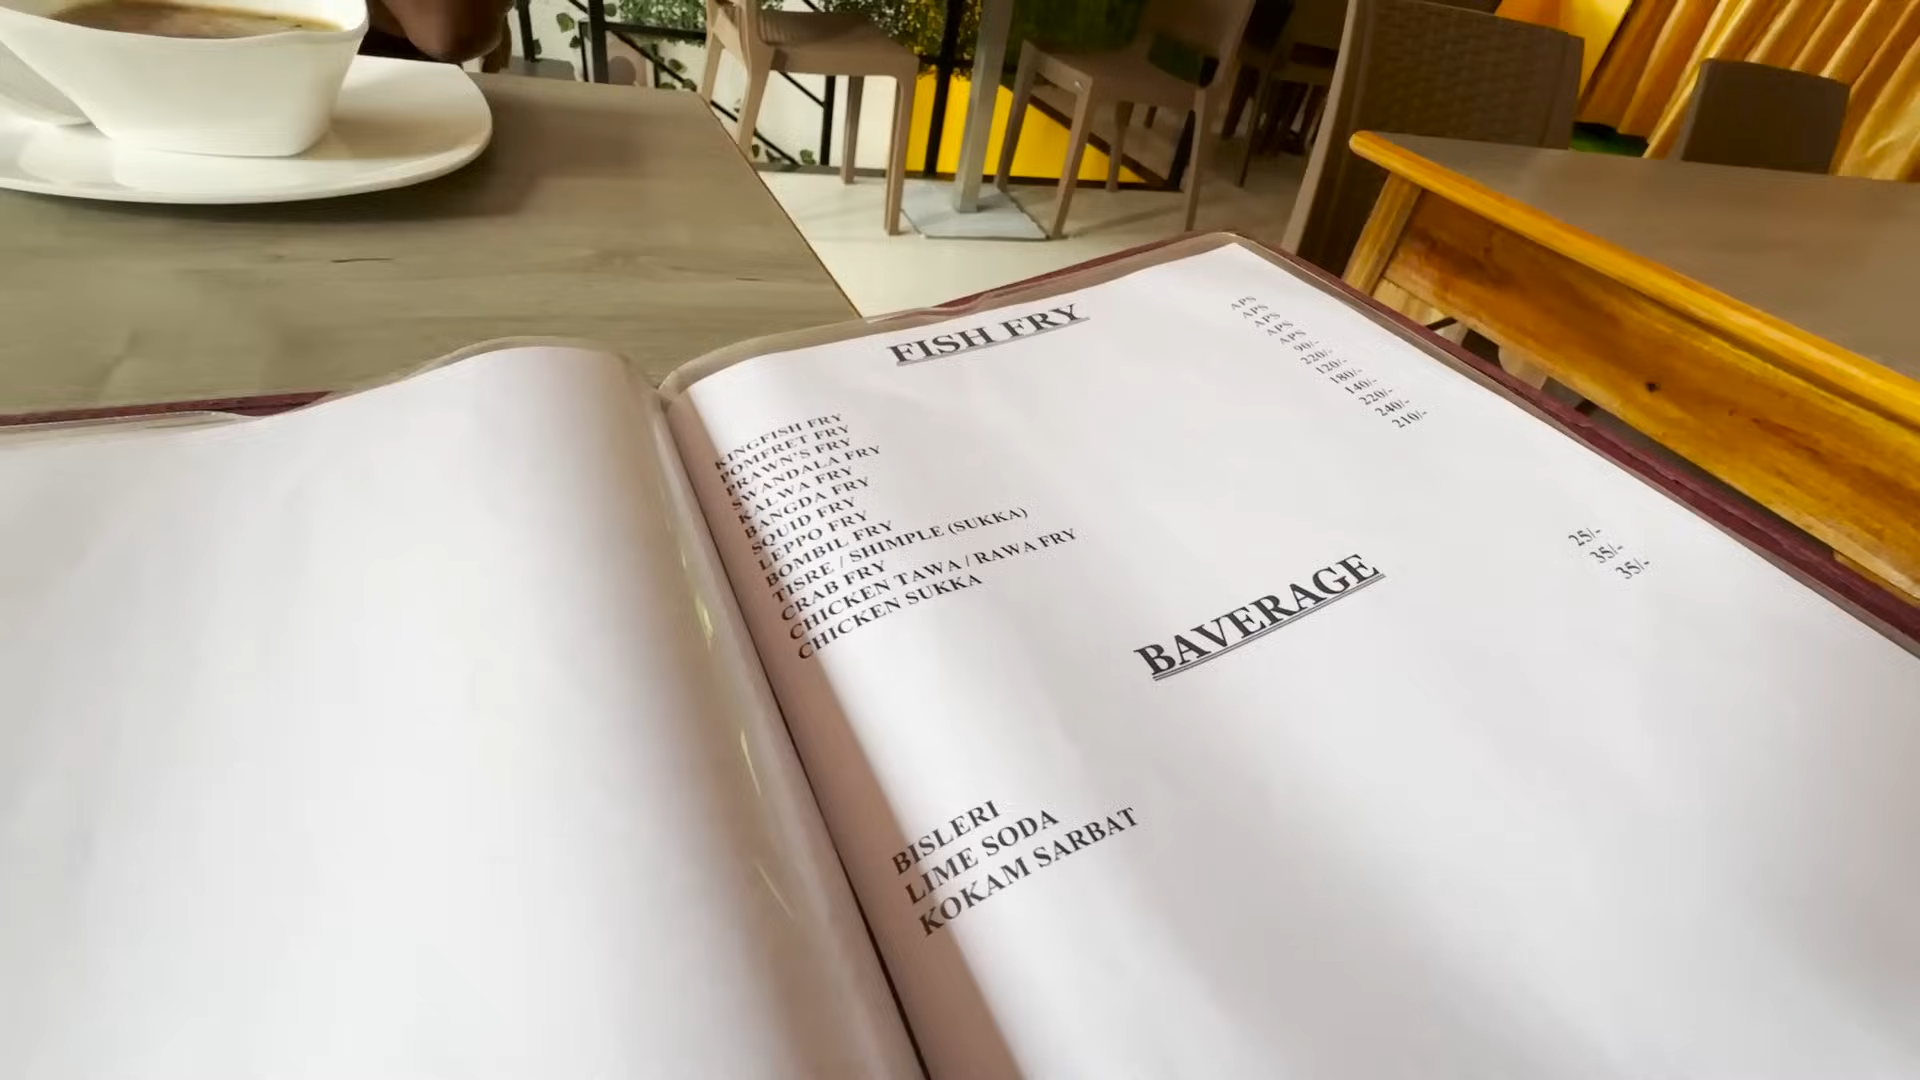 FISH FRY
KINGFISH FRY APS
POMFRET FRY APS
PRAWN'S FRY APS
SWANDALA FRY APS
KALWA FRY 90/-
BANGDA FRY 220/-
SQUID FRY 120/-
LEPPO FRY 180/-
BOMBIL FRY 140/-
TISRE / SHIMPLE (SUKKA) 220/-
CRAB FRY 240/-
CHICKEN TAWA / RAWA FRY 210/-
CHICKEN SUKKA
BAVERAGE
BISLERI 25/-
LIME SODA 35/-
KOKAM SARBAT 35/-